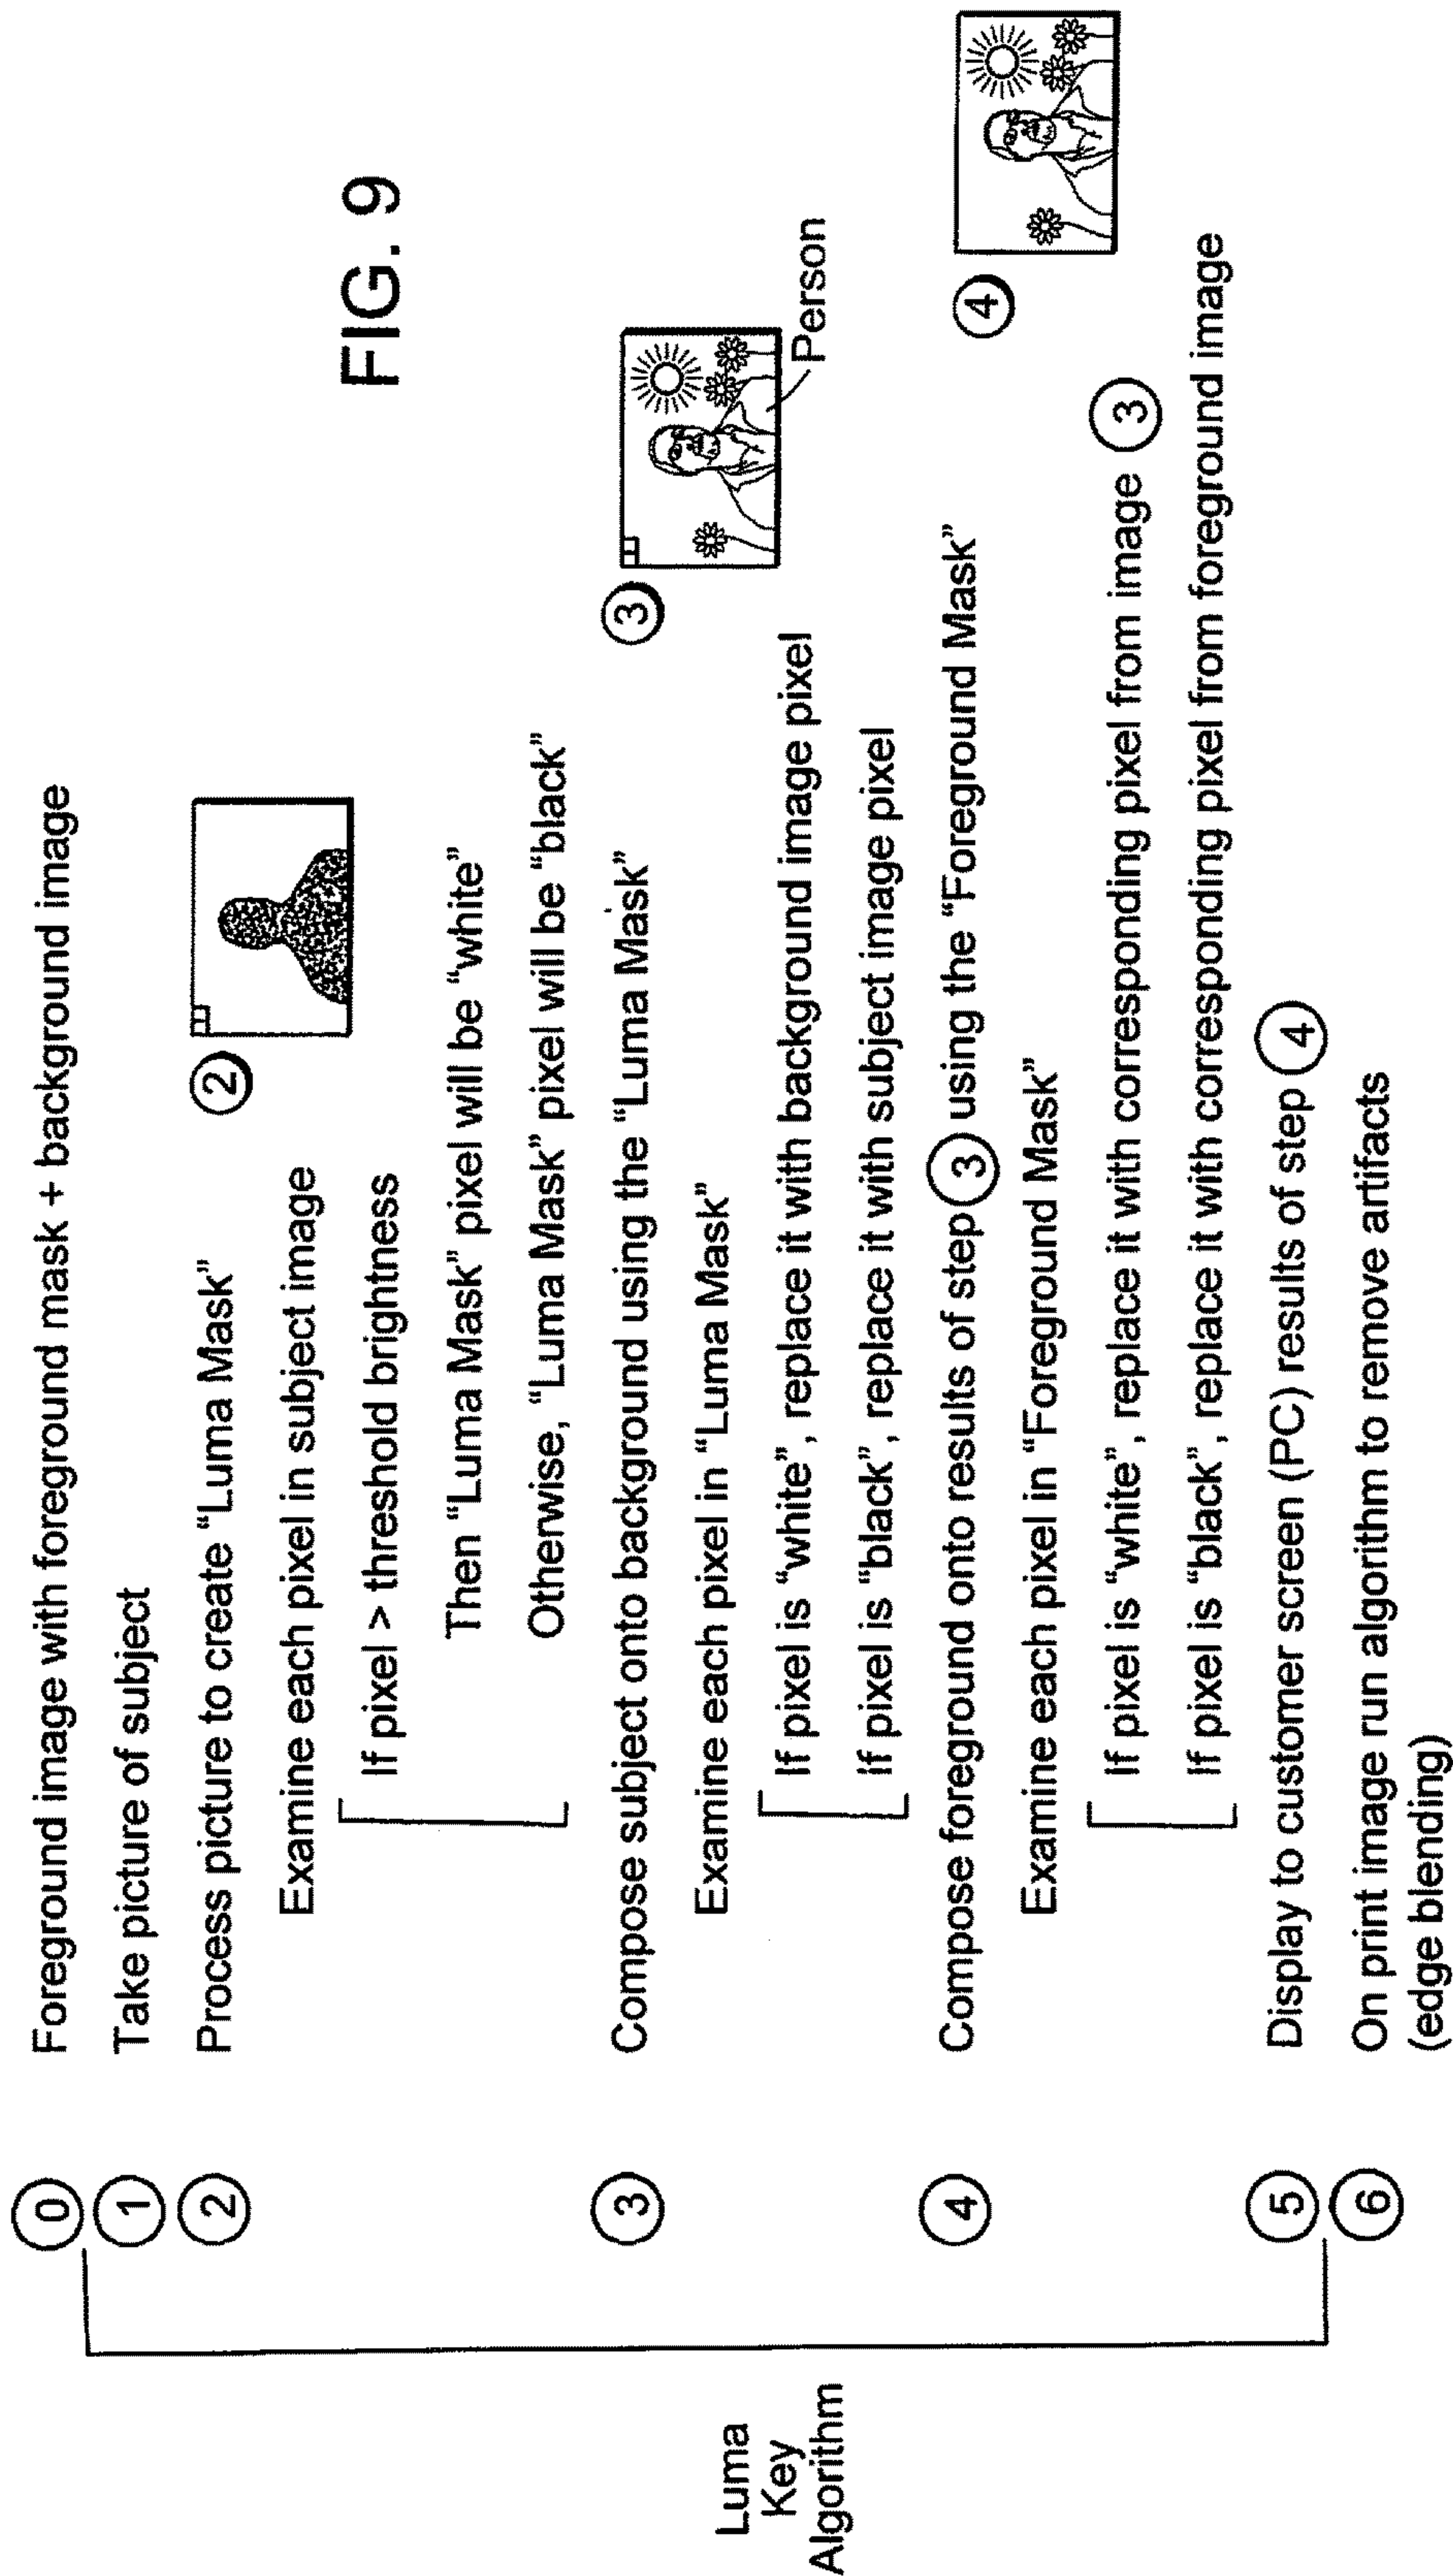 FIG. 9
Luma
Key
Algorithm
0 Foreground image with foreground mask + background image
1 Take picture of subject
2 Process picture to create “Luma Mask”
Examine each pixel in subject image
2
If pixel > threshold brightness
Then “Luma Mask” pixel will be “white”
Otherwise, “Luma Mask” pixel will be “black”
3 Compose subject onto background using the “Luma Mask”
3
Person
Examine each pixel in “Luma Mask”
If pixel is “white”, replace it with background image pixel
if pixel is “black”, replace it with subject image pixel
4 Compose foreground onto results of step 3 using the “Foreground Mask”
4
Examine each pixel in “Foreground Mask”
If pixel is “white”, replace it with corresponding pixel from image 3
If pixel is “black”, replace it with corresponding pixel from foreground image
5 Display to customer screen (PC) results of step 4
6 On print image run algorithm to remove artifacts
(edge blending)